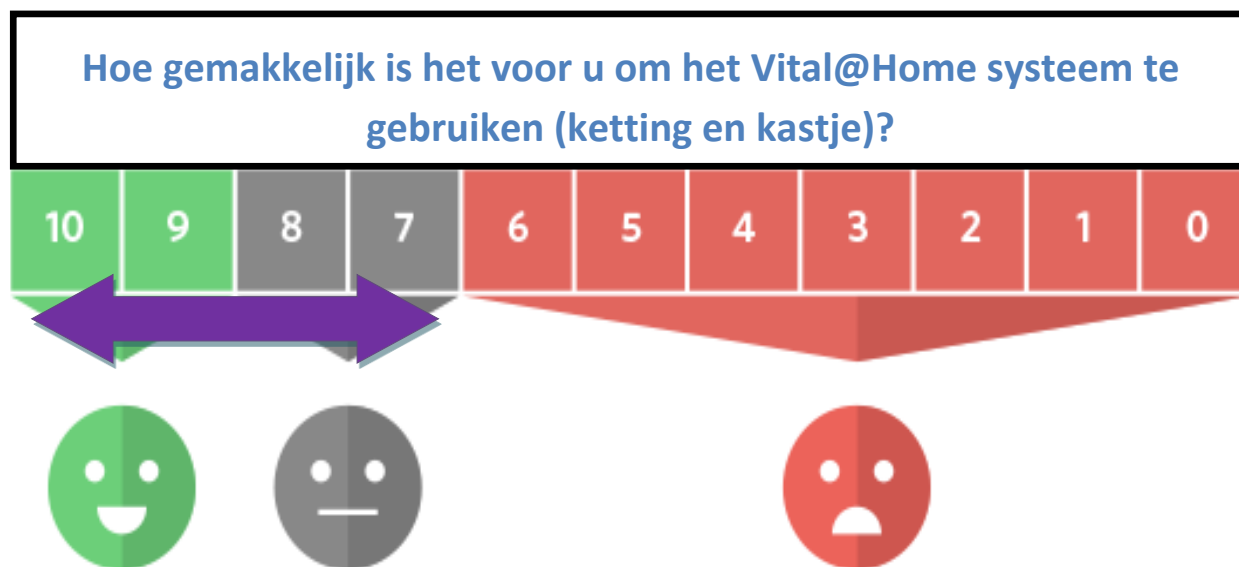 Hoe gemakkelijk is het voor u om het Vital@Home systeem te
gebruiken (ketting en kastje)?
10 9 8 7 6 5 4 3 2 1 0